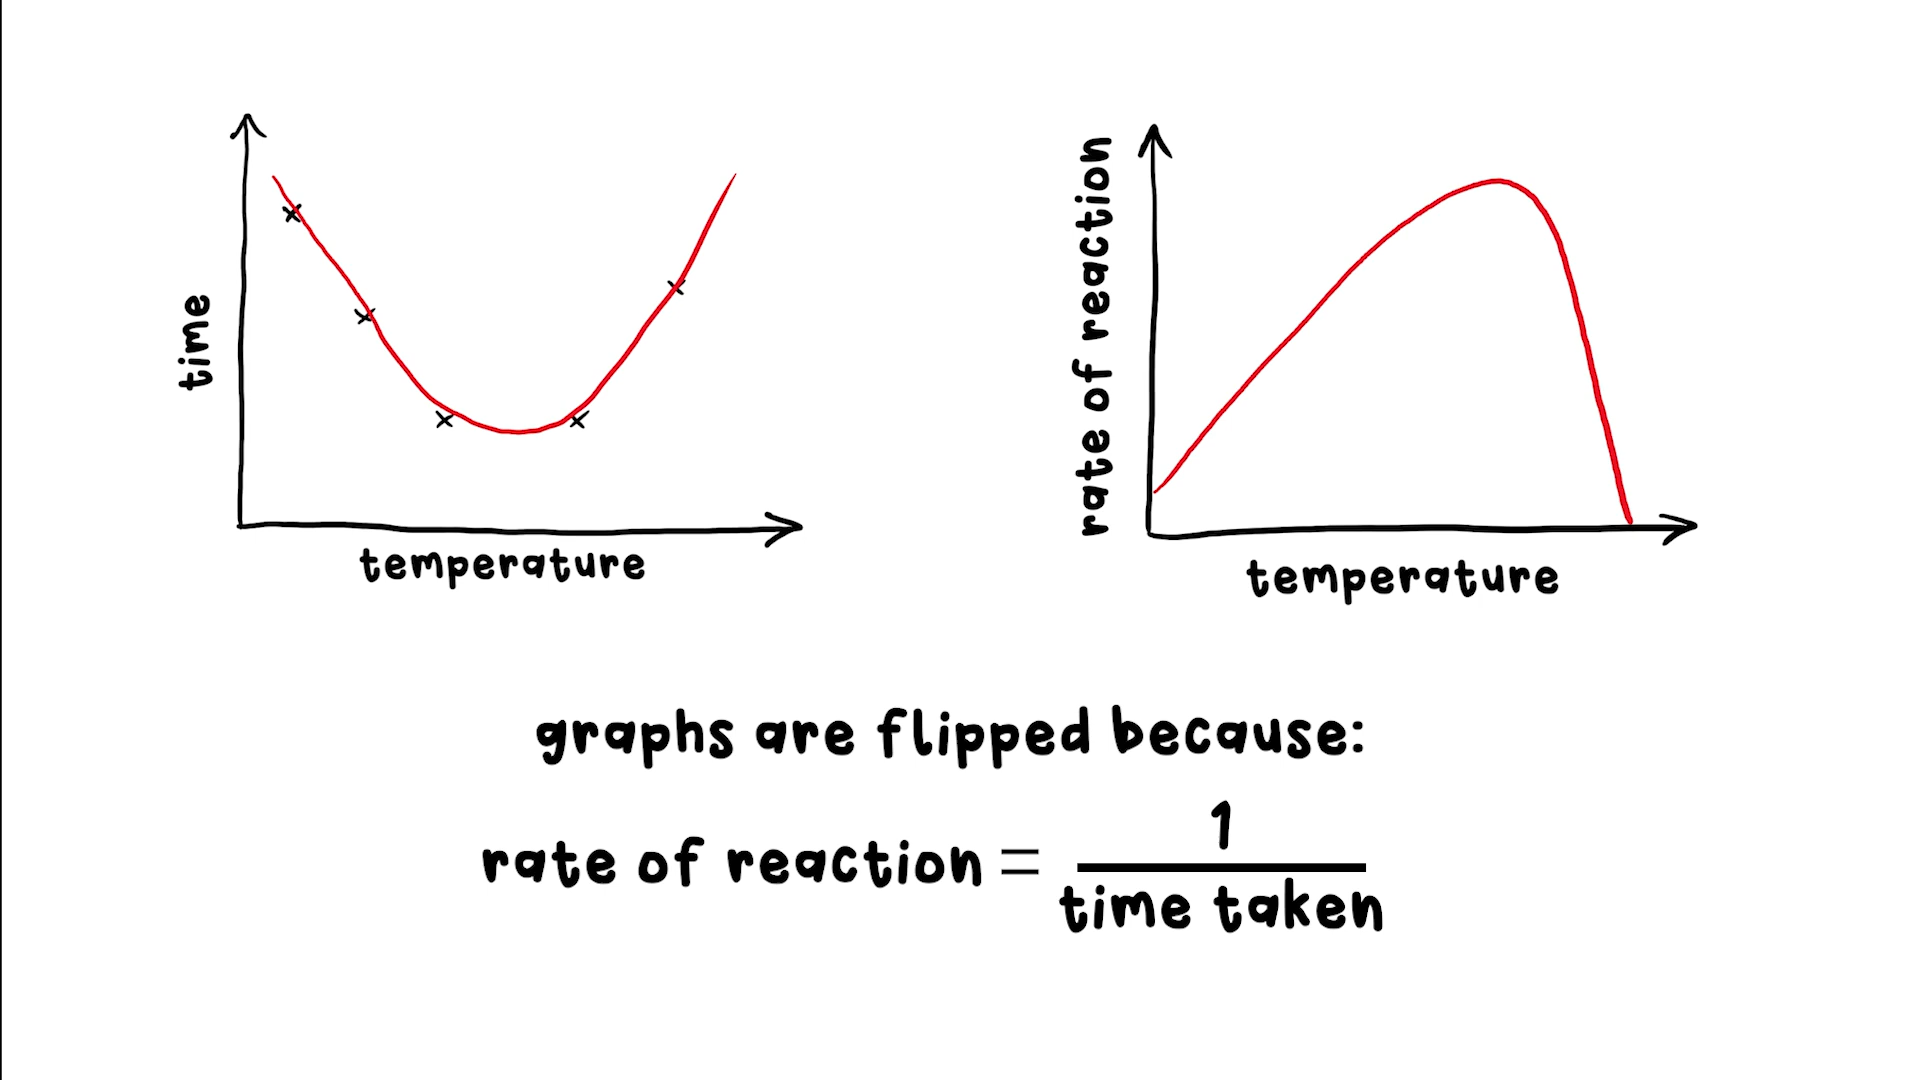 time
temperature
rate of reaction
temperature
graphs are flipped because:
rate of reaction = 1
time taken